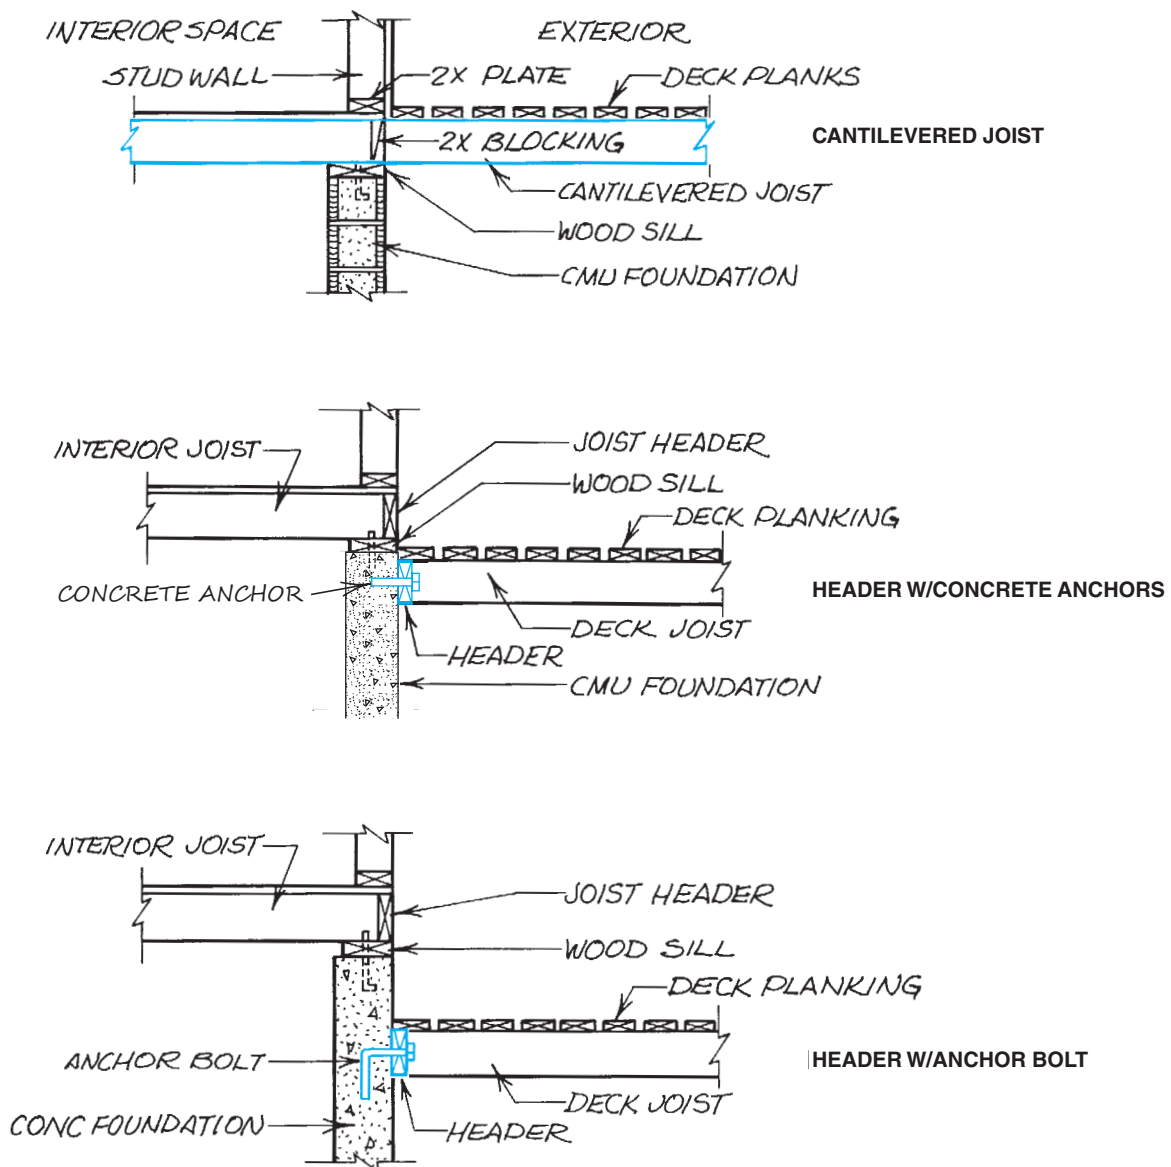 INTERIOR SPACE
EXTERIOR
STUD WALL
2X PLATE
DECK PLANKS
2X BLOCKING
CANTILEVERED JOIST
CANTILEVERED JOIST
WOOD SILL
CMU FOUNDATION
INTERIOR JOIST
JOIST HEADER
WOOD SILL
DECK PLANKING
CONCRETE ANCHOR
HEADER W/CONCRETE ANCHORS
DECK JOIST
HEADER
CMU FOUNDATION
INTERIOR JOIST
JOIST HEADER
WOOD SILL
DECK PLANKING
ANCHOR BOLT
HEADER W/ANCHOR BOLT
DECK JOIST
CONC FOUNDATION
HEADER